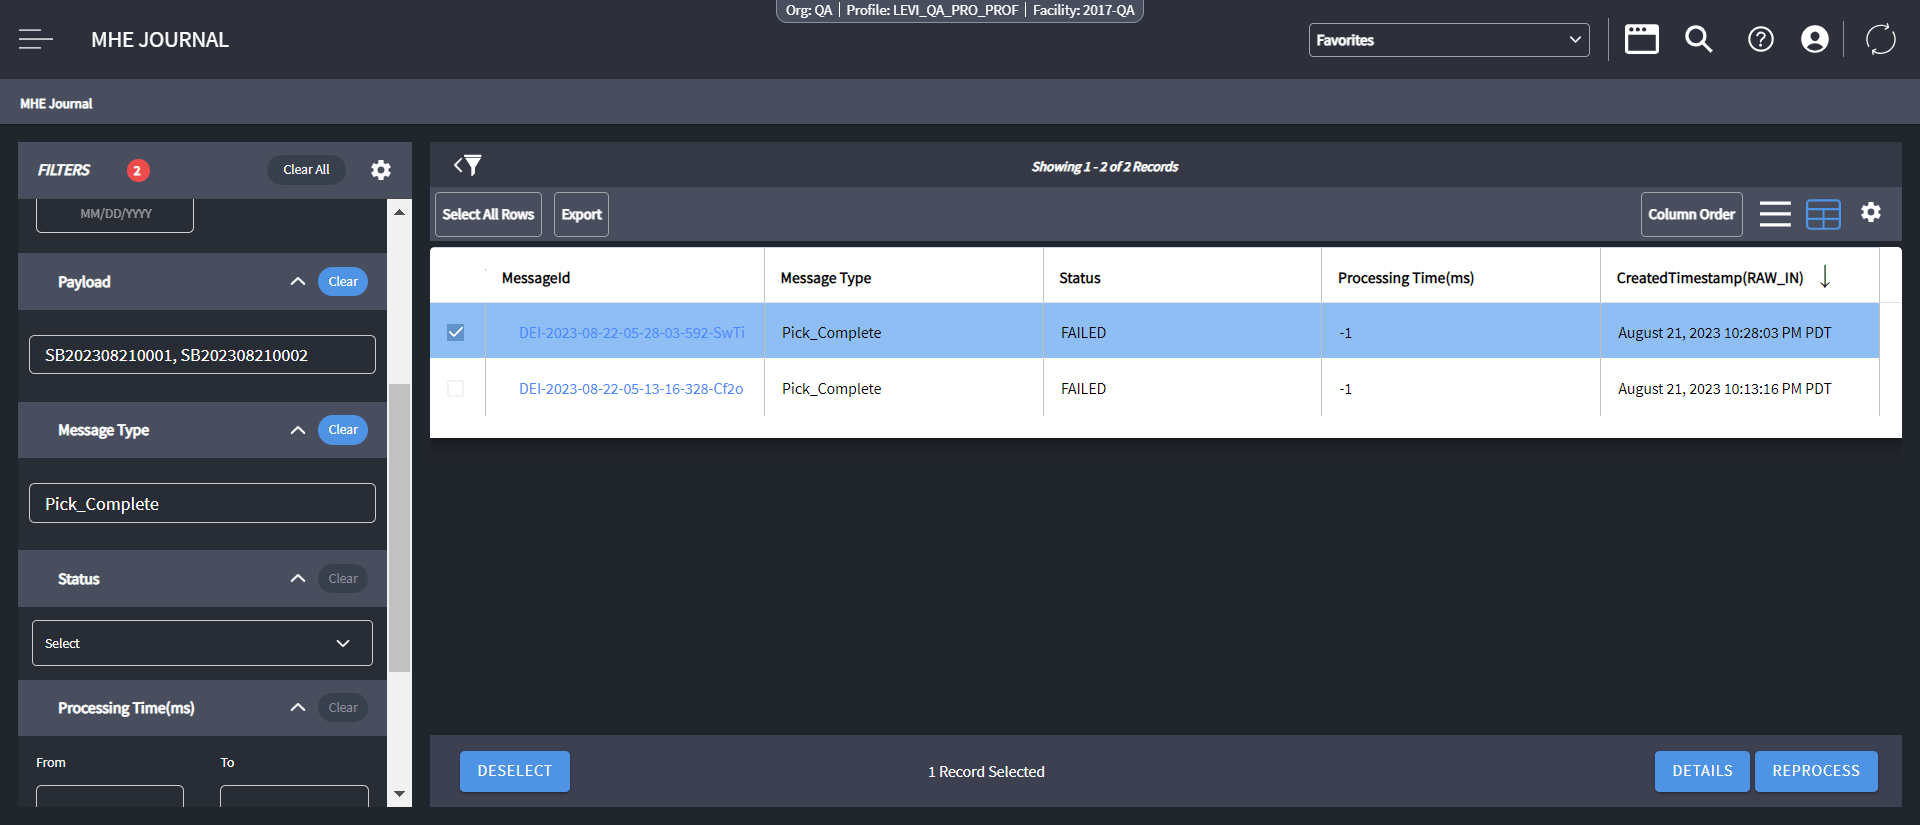 Org: QA | Profile: LEVI_QA_PRO_PROF | Facility: 2017-QA
MHE JOURNAL
Favorites
MHE Journal
FILTERS 2 Clear All
MM/DD/YYYY
Payload Clear
SB202308210001, SB202308210002
Message Type Clear
Pick_Complete
Status Clear
Select
Processing Time(ms) Clear
From To
Showing 1 - 2 of 2 Records
Select All Rows Export Column Order
MessageId Message Type Status Processing Time(ms) CreatedTimestamp(RAW_IN)
DEI-2023-08-22-05-28-03-592-SwTi Pick_Complete FAILED -1 August 21, 2023 10:28:03 PM PDT
DEI-2023-08-22-05-13-16-328-Cf2o Pick_Complete FAILED -1 August 21, 2023 10:13:16 PM PDT
DESELECT 1 Record Selected DETAILS REPROCESS